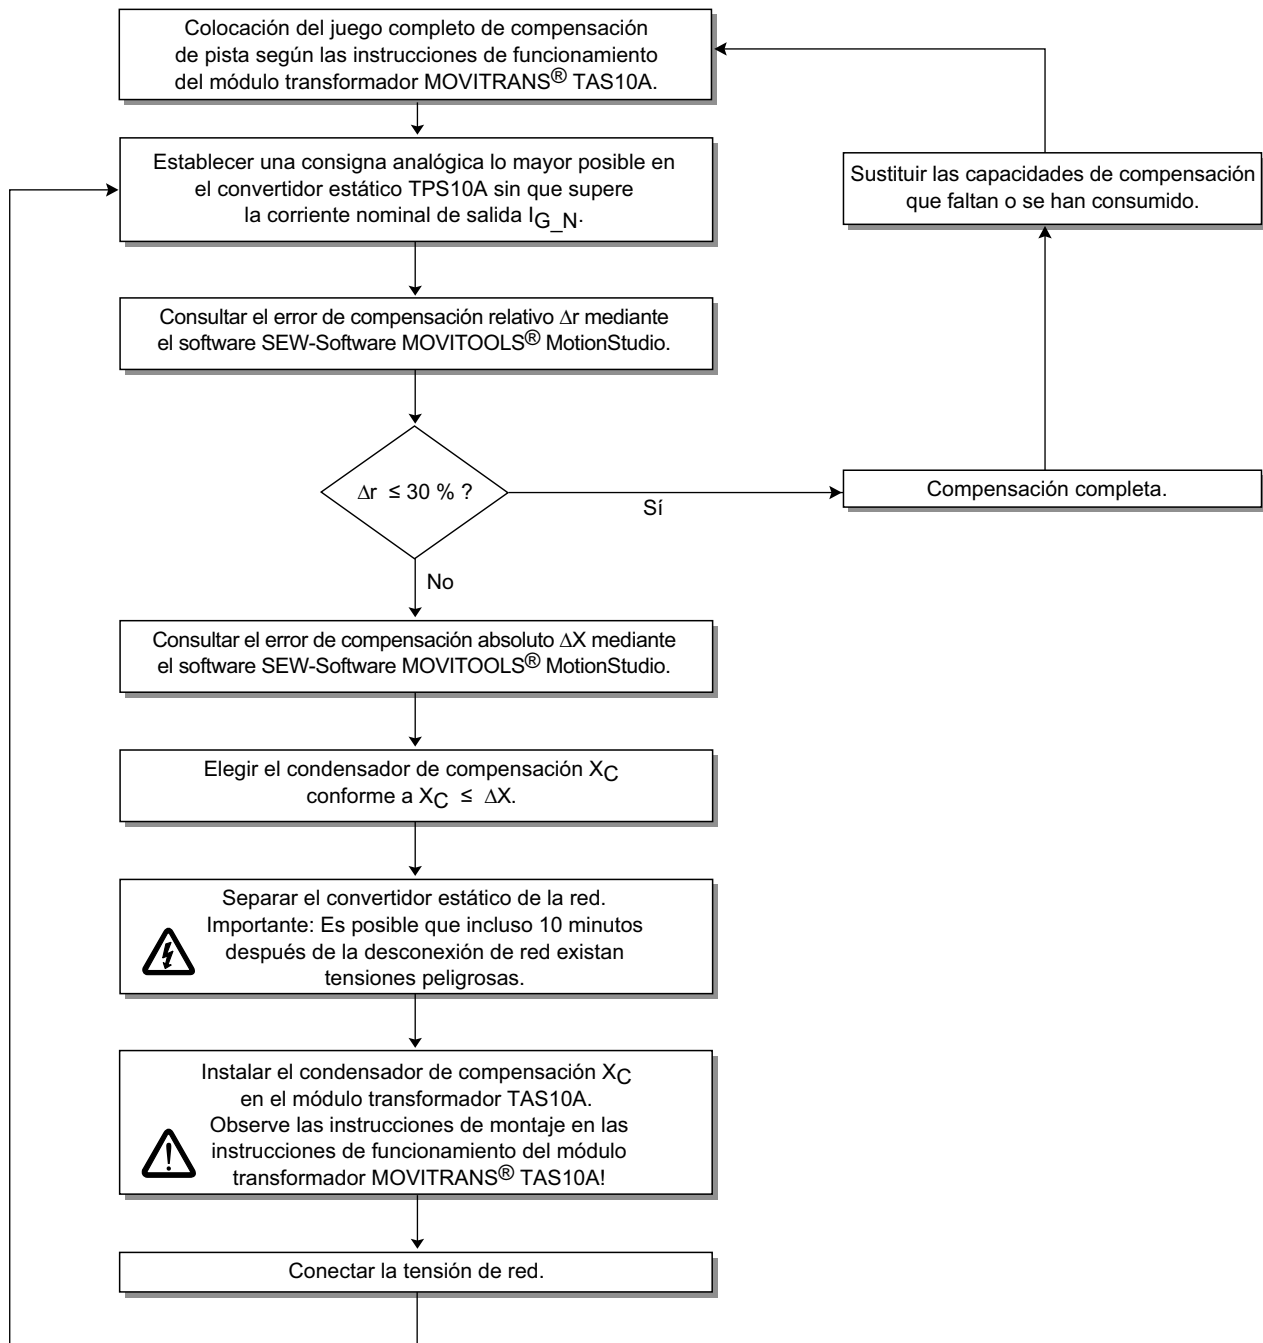 Colocación del juego completo de compensación
de pista según las instrucciones de funcionamiento
del módulo transformador MOVITRANS® TAS10A.
Establecer una consigna analógica lo mayor posible en
el convertidor estático TPS10A sin que supere
la corriente nominal de salida IG_N.
Sustituir las capacidades de compensación
que faltan o se han consumido.
Consultar el error de compensación relativo Δr mediante
el software SEW-Software MOVITOOLS® MotionStudio.
Δr ≤ 30 % ?
Sí
Compensación completa.
No
Consultar el error de compensación absoluto ΔX mediante
el software SEW-Software MOVITOOLS® MotionStudio.
Elegir el condensador de compensación XC
conforme a XC ≤ ΔX.
Separar el convertidor estático de la red.
Importante: Es posible que incluso 10 minutos
después de la desconexión de red existan
tensiones peligrosas.
Instalar el condensador de compensación XC
en el módulo transformador TAS10A.
Observe las instrucciones de montaje en las
instrucciones de funcionamiento del módulo
transformador MOVITRANS® TAS10A!
Conectar la tensión de red.